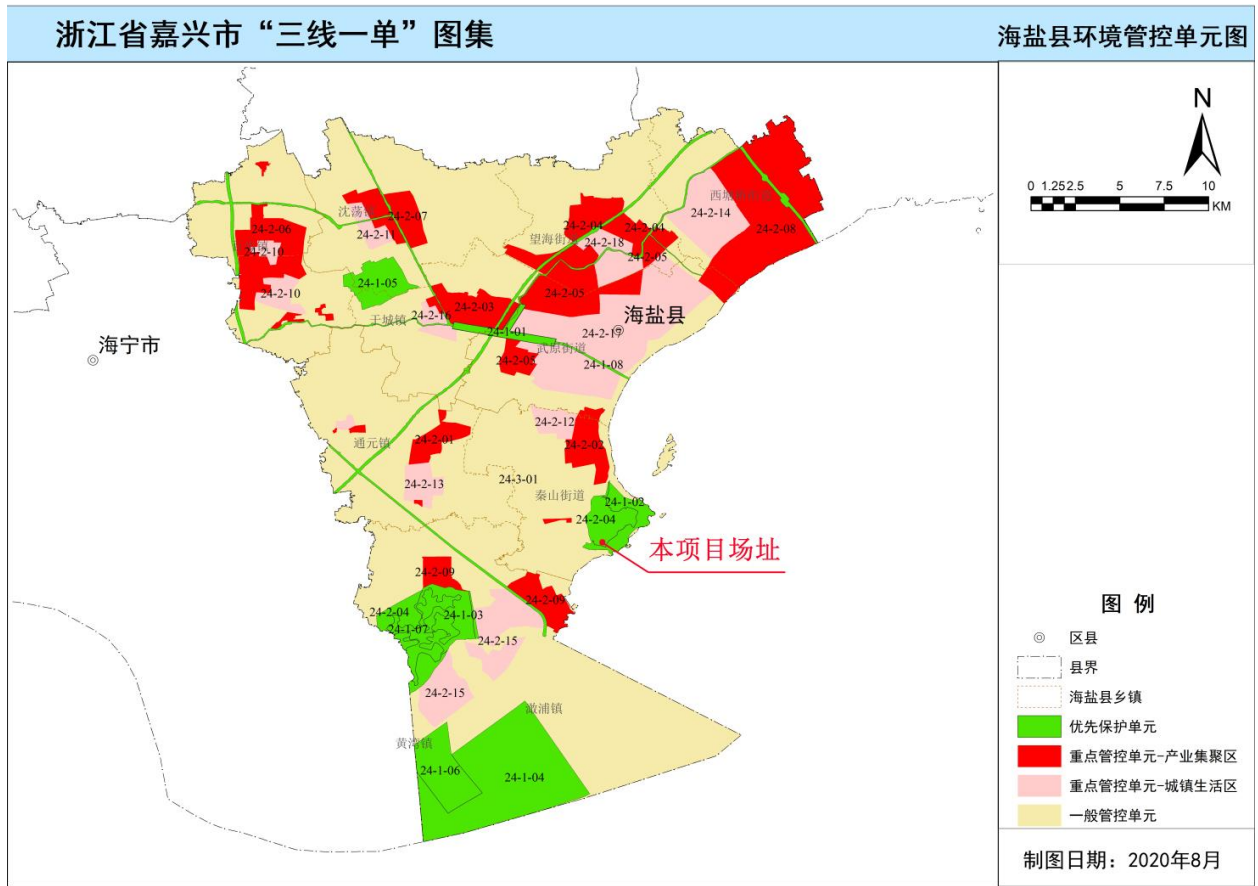 浙江省嘉兴市“三线一单”图集
海盐县环境管控单元图
N
0 1.25 2.5 5 7.5 10
KM
西塘桥街道
24-2-14
24-2-08
沈荡镇
24-2-07
24-2-11
24-2-04
24-2-04
望海街道
24-2-18
24-2-05
24-2-06
24-2-10
24-2-10
24-1-05
24-2-05
24-2-03
海盐县
于城镇
24-2-16
24-1-01
24-2-17
武原街道
24-2-05
24-1-08
海宁市
24-2-12
24-2-02
24-2-01
通元镇
24-2-13
24-3-01
秦山街道
24-1-02
24-2-04
本项目场址
24-2-09
24-2-09
24-2-04
24-1-03
24-1-07
24-2-15
24-2-15
澉浦镇
黄湾镇
24-1-06
24-1-04
图 例
区县
县界
海盐县乡镇
优先保护单元
重点管控单元-产业集聚区
重点管控单元-城镇生活区
一般管控单元
制图日期：2020年8月